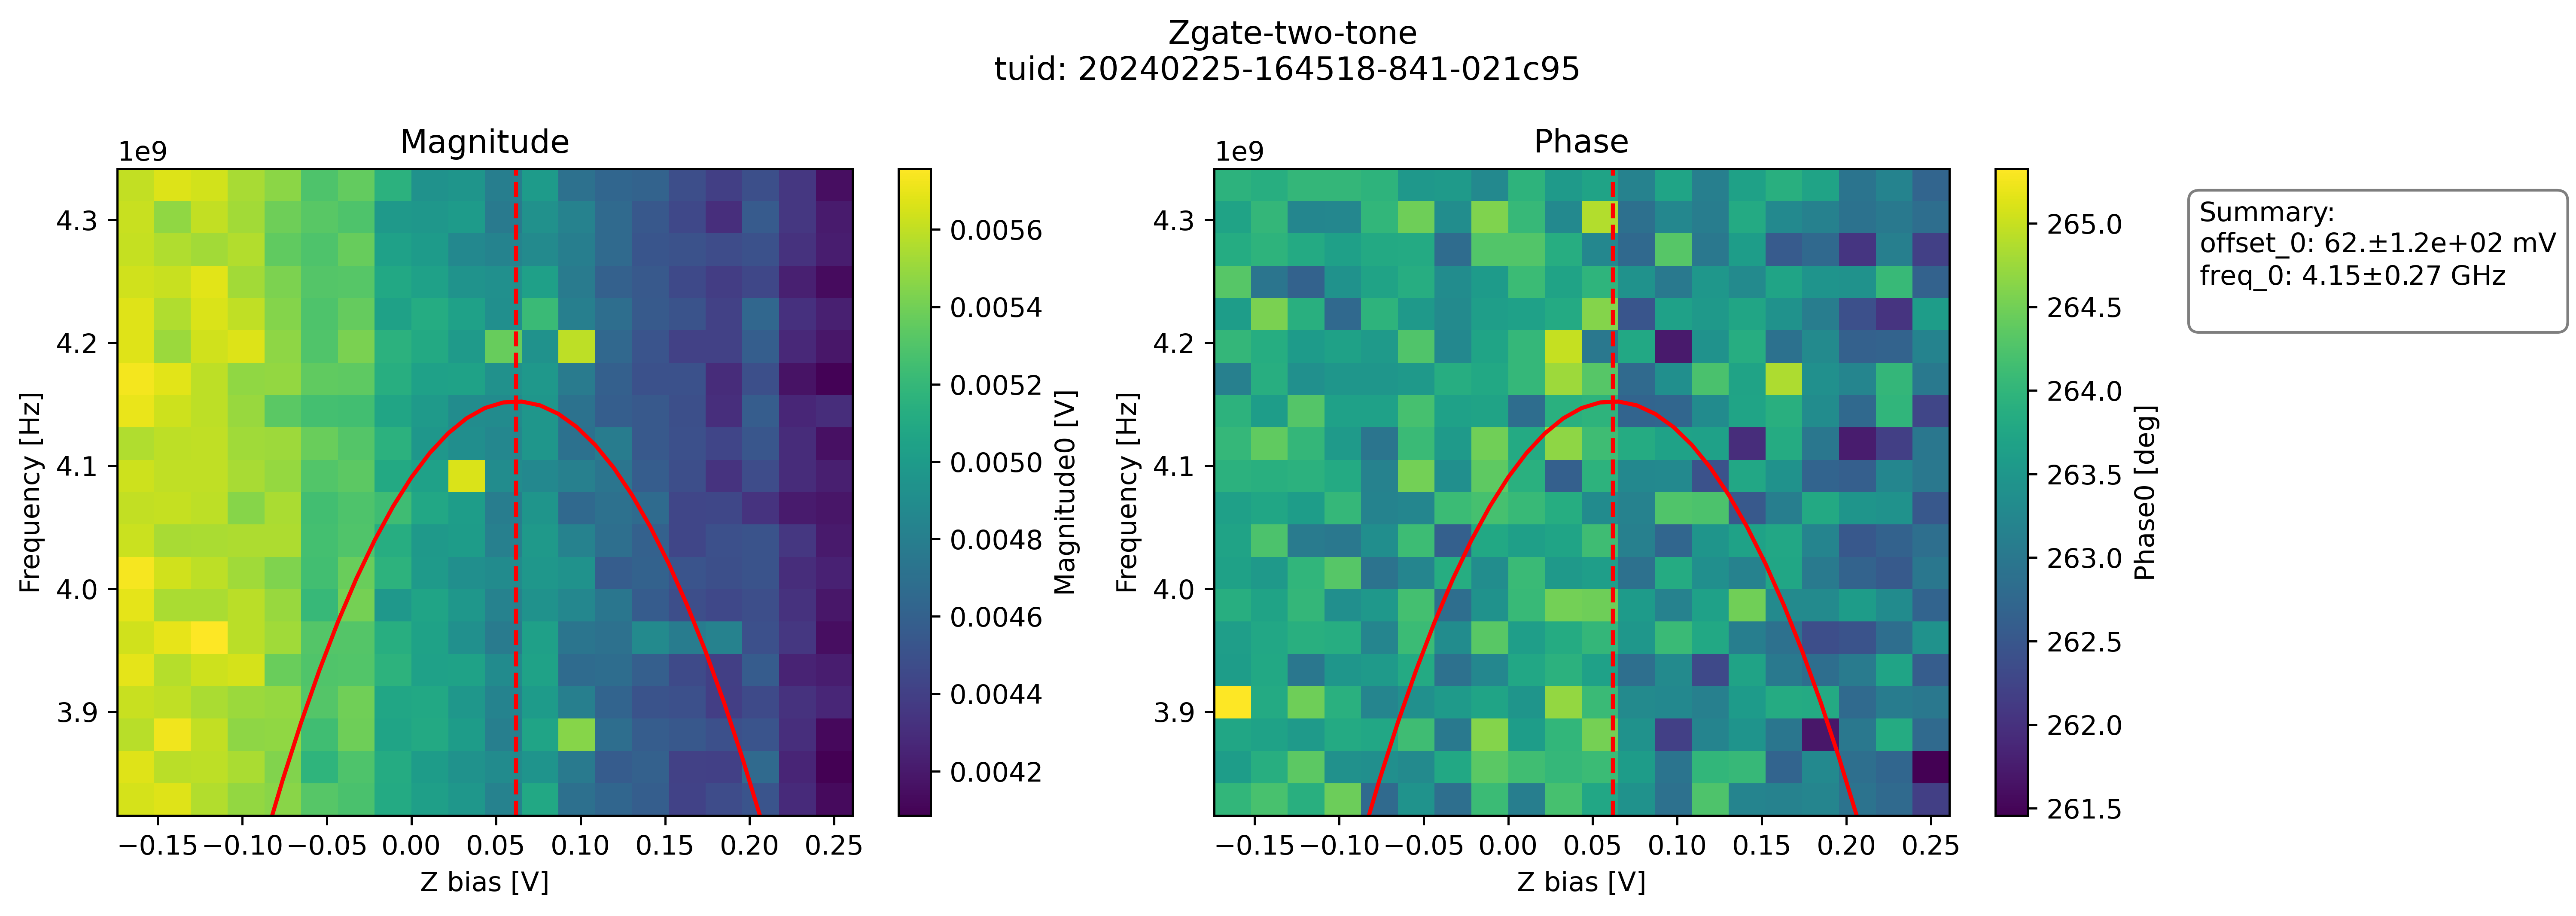 Zgate-two-tone
tuid: 20240225-164518-841-021c95
Magnitude
1e9
4.3
4.2
4.1
4.0
3.9
Frequency [Hz]
−0.15 −0.10 −0.05 0.00 0.05 0.10 0.15 0.20 0.25
Z bias [V]
0.0056
0.0054
0.0052
0.0050
0.0048
0.0046
0.0044
0.0042
Magnitude0 [V]
Phase
1e9
4.3
4.2
4.1
4.0
3.9
Frequency [Hz]
−0.15 −0.10 −0.05 0.00 0.05 0.10 0.15 0.20 0.25
Z bias [V]
265.0
264.5
264.0
263.5
263.0
262.5
262.0
261.5
Phase0 [deg]
Summary:
offset_0: 62.±1.2e+02 mV
freq_0: 4.15±0.27 GHz